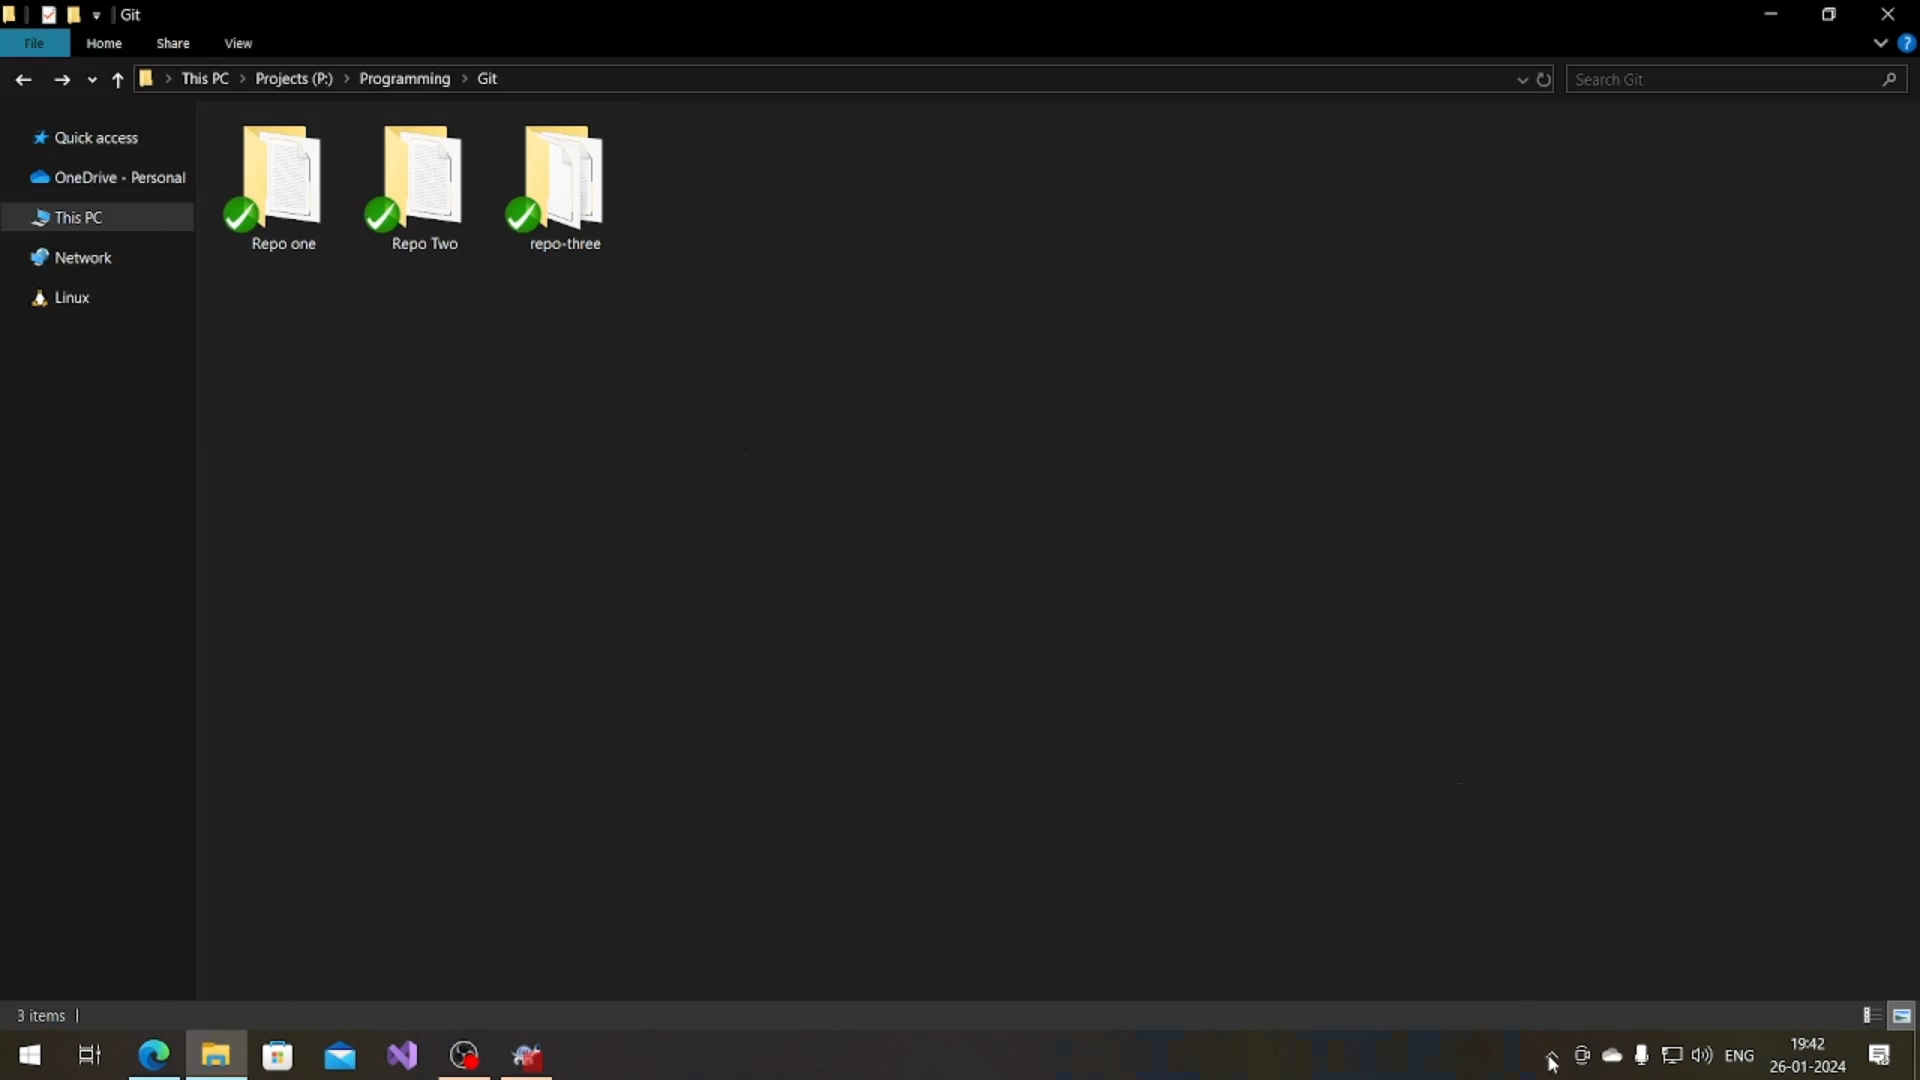 Git
File Home Share View
This PC Projects (P:) Programming Git
Search Git
Quick access
OneDrive - Personal
This PC
Network
Linux
Repo one Repo Two repo-three
3 items
ENG
19:42
26-01-2024